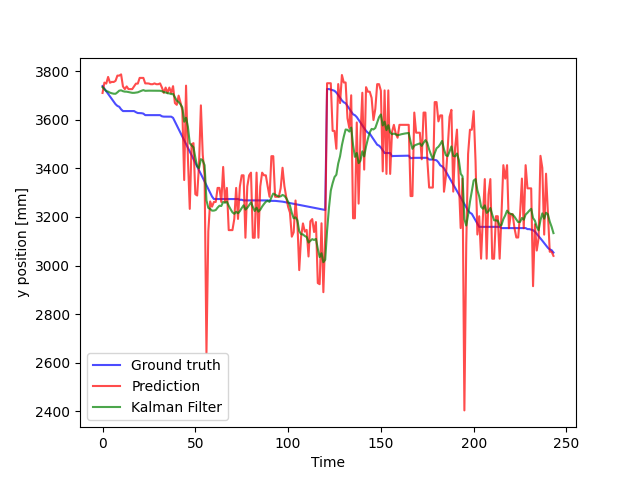 3800
3600
3400
3200
3000
2800
2600
2400
y position [mm]
Ground truth
Prediction
Kalman Filter
0 50 100 150 200 250
Time